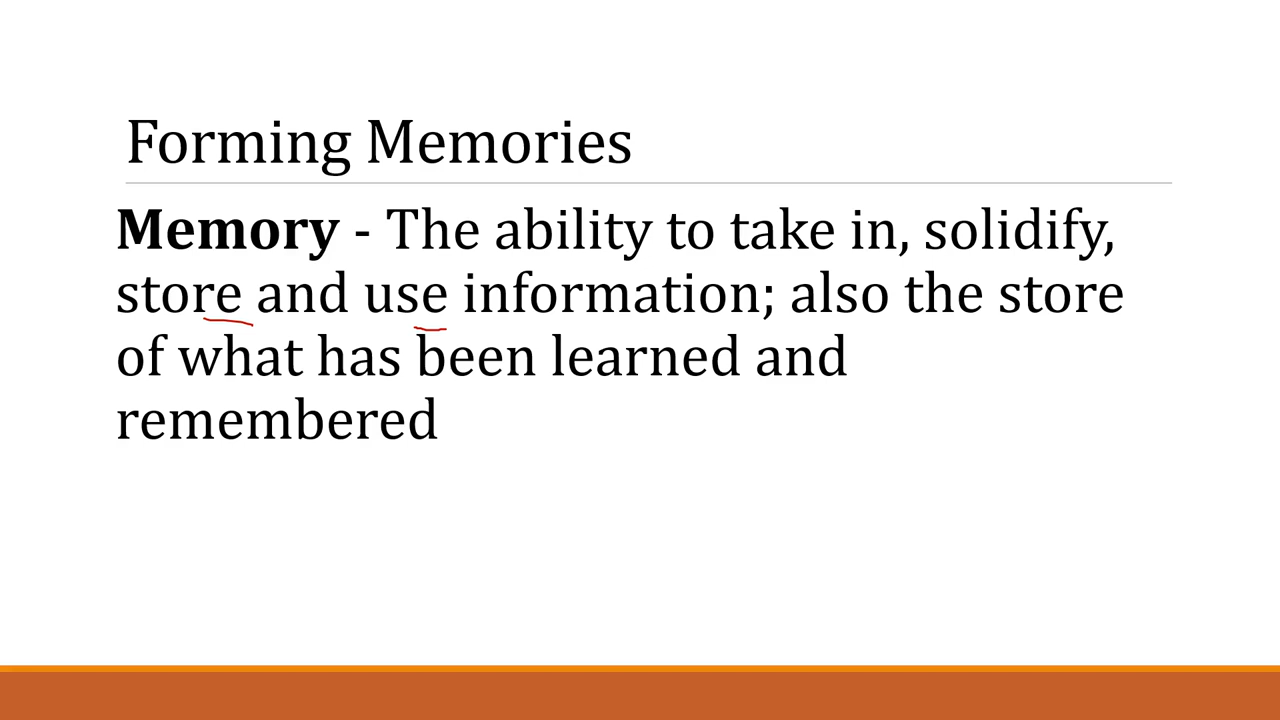 Forming Memories
Memory - The ability to take in, solidify,
store and use information; also the store
of what has been learned and
remembered